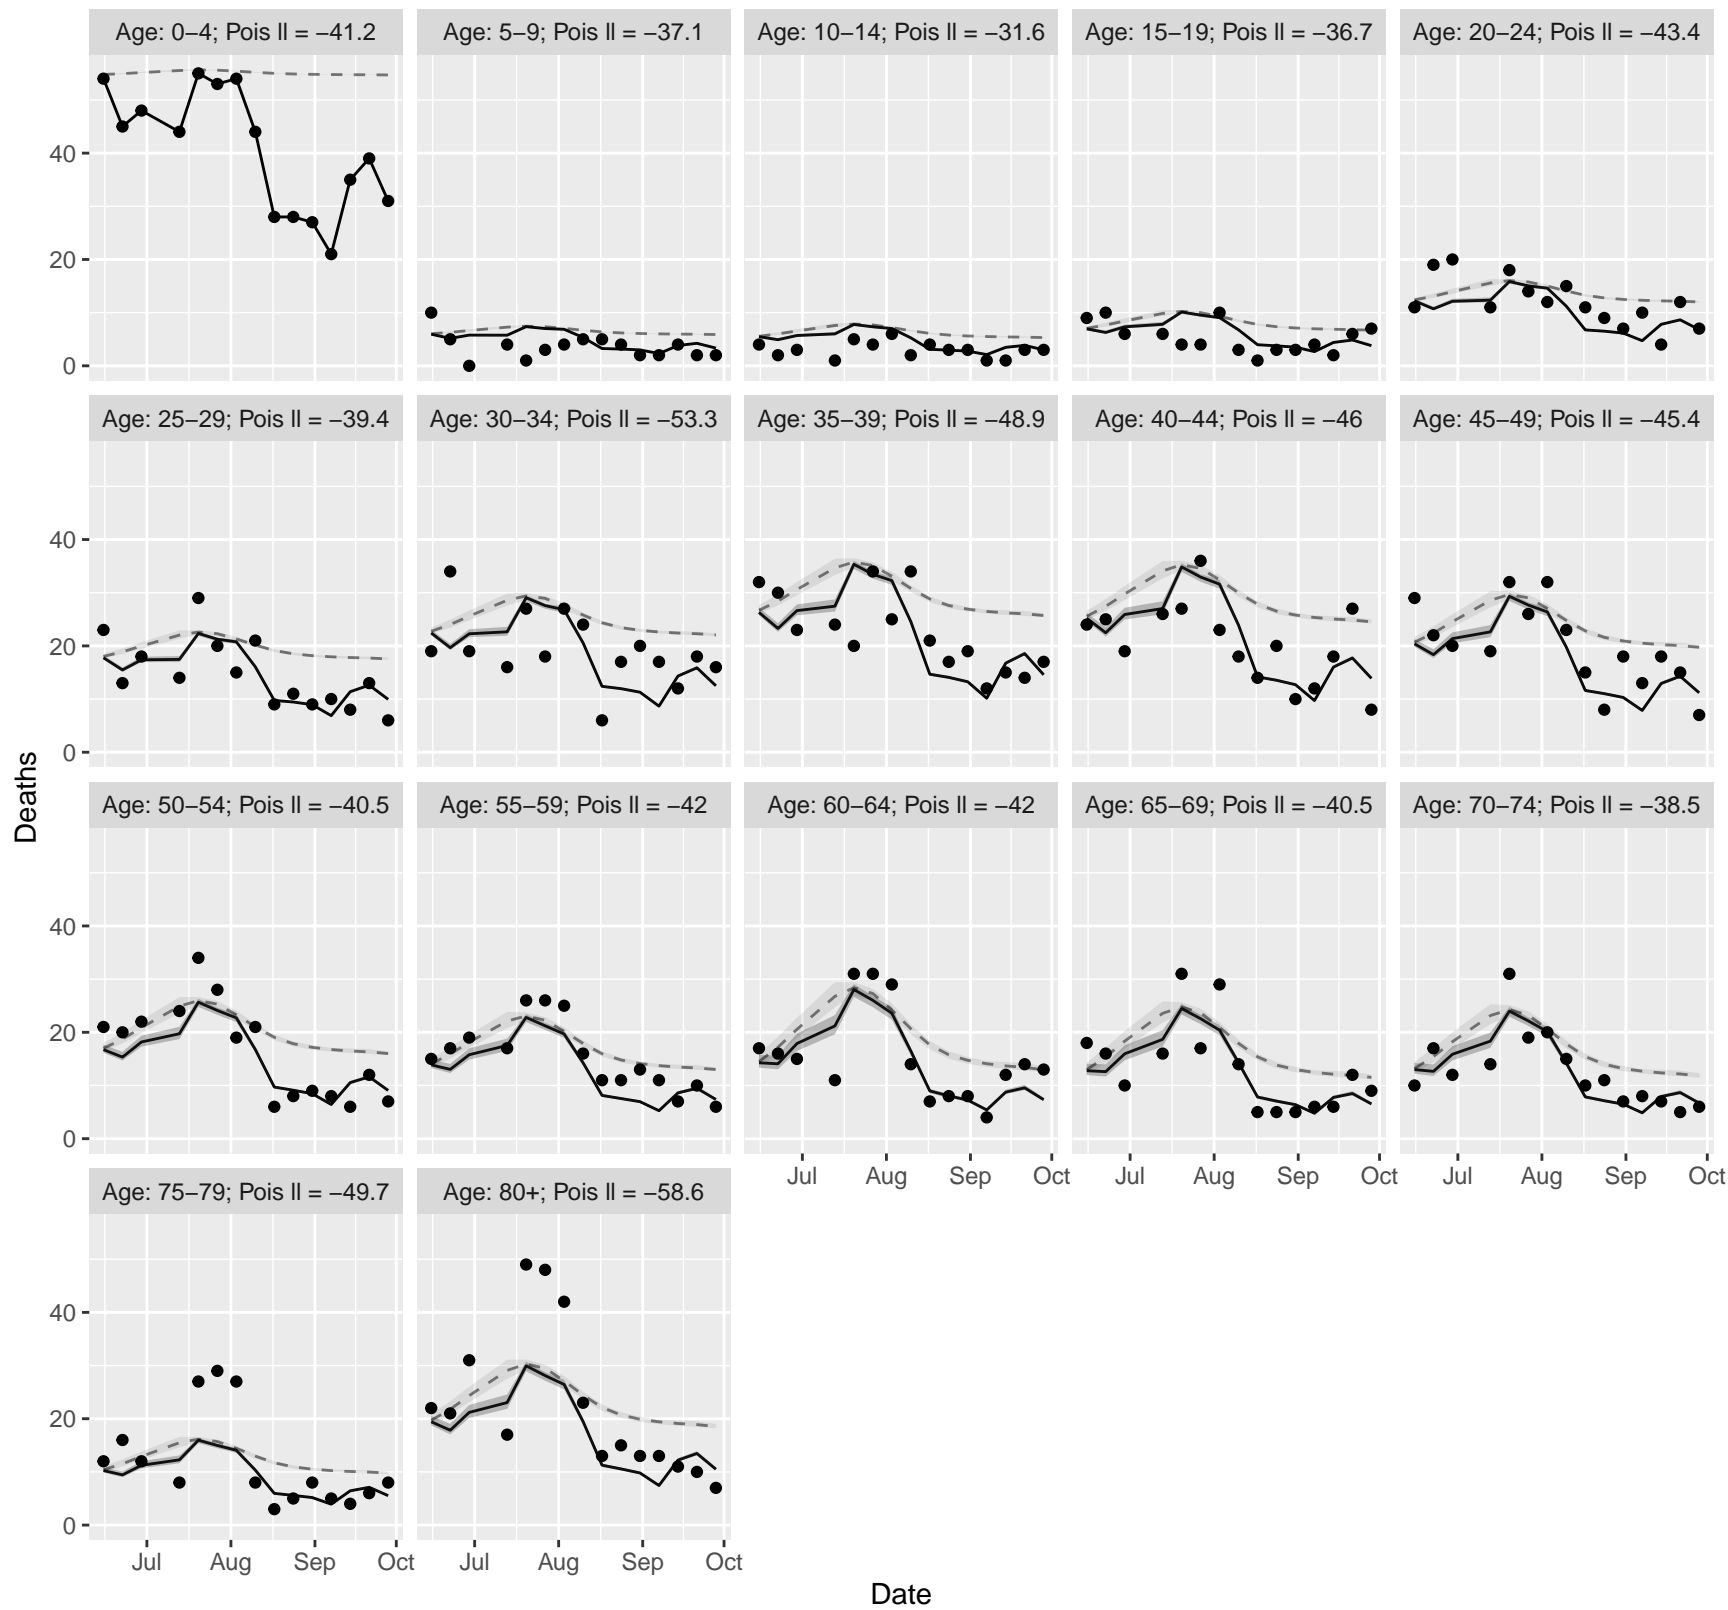 Age: 0−4; Pois ll = −41.2
Age: 5−9; Pois ll = −37.1
Age: 10−14; Pois ll = −31.6
Age: 15−19; Pois ll = −36.7
Age: 20−24; Pois ll = −43.4
40
20
0
Age: 25−29; Pois ll = −39.4
Age: 30−34; Pois ll = −53.3
Age: 35−39; Pois ll = −48.9
Age: 40−44; Pois ll = −46
Age: 45−49; Pois ll = −45.4
40
20
0
Deaths
Age: 50−54; Pois ll = −40.5
Age: 55−59; Pois ll = −42
Age: 60−64; Pois ll = −42
Age: 65−69; Pois ll = −40.5
Age: 70−74; Pois ll = −38.5
40
20
0
Jul Aug Sep Oct
Jul Aug Sep Oct
Jul Aug Sep Oct
Age: 75−79; Pois ll = −49.7
Age: 80+; Pois ll = −58.6
40
20
0
Jul Aug Sep Oct
Jul Aug Sep Oct
Date